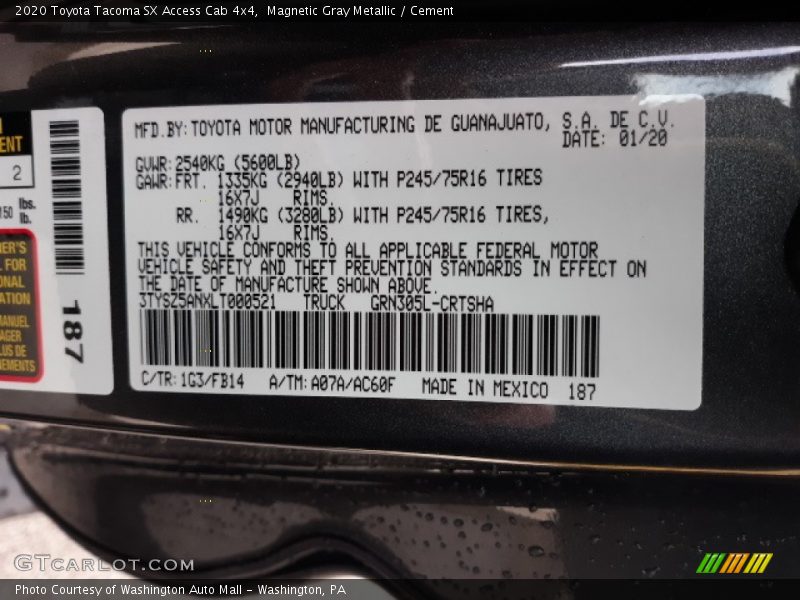 2020 Toyota Tacoma SX Access Cab 4x4,  Magnetic Gray Metallic / Cement
MFD.BY:TOYOTA MOTOR MANUFACTURING DE GUANAJUATO, S.A. DE C.V.
DATE: 01/20
GVWR:2540KG (5600LB)
GAWR:FRT. 1335KG (2940LB) WITH P245/75R16 TIRES
16X7J RIMS,
RR. 1490KG (3280LB) WITH P245/75R16 TIRES,
16X7J RIMS,
THIS VEHICLE CONFORMS TO ALL APPLICABLE FEDERAL MOTOR
VEHICLE SAFETY AND THEFT PREVENTION STANDARDS IN EFFECT ON
THE DATE OF MANUFACTURE SHOWN ABOVE.
3TYSZ5ANXLT000521 TRUCK GRN305L-CRTSHA
C/TR:1G3/FB14 A/TM:A07A/AC60F MADE IN MEXICO 187
2
lbs.
lb.
FOR
187
GTCarLot.com
Photo Courtesy of Washington Auto Mall - Washington, PA